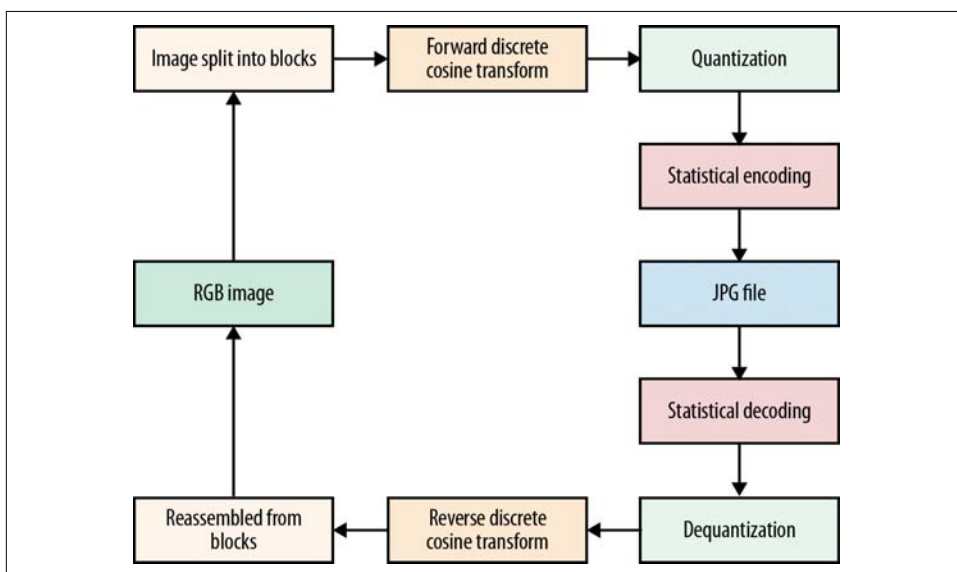 Image split into blocks
Forward discrete
cosine transform
Quantization
Statistical encoding
RGB image
JPG file
Statistical decoding
Reassembled from
blocks
Reverse discrete
cosine transform
Dequantization